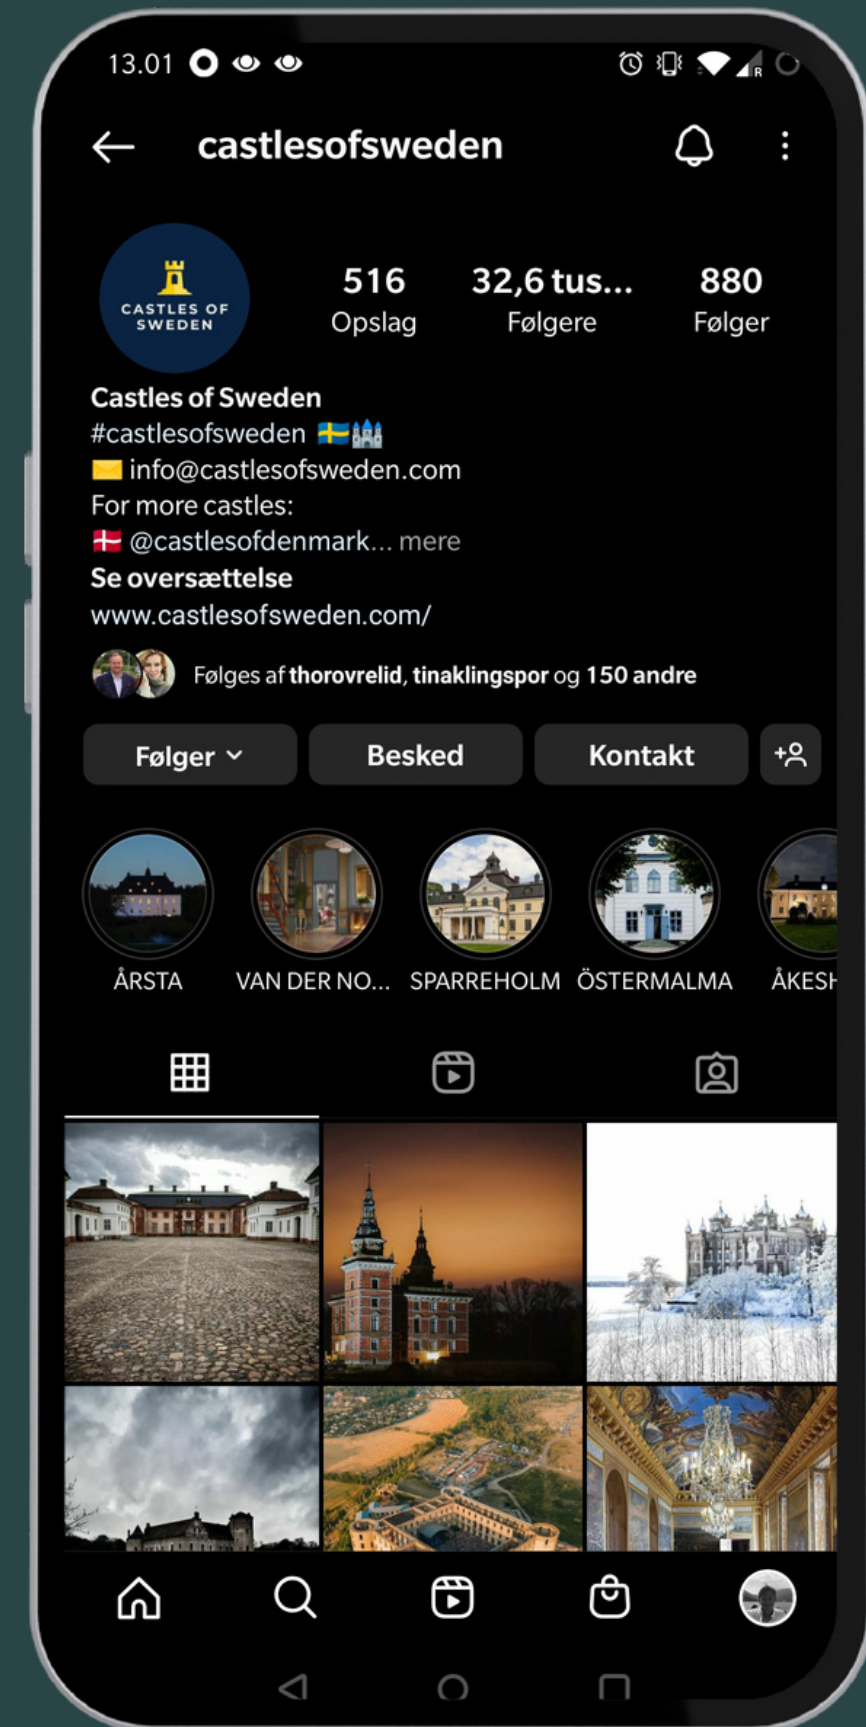 13.01
R
castlesofsweden
CASTLES OF
SWEDEN
516
Opslag
32,6 tus...
Følgere
880
Følger
Castles of Sweden
#castlesofsweden 🇸🇪🏰
✉️ info@castlesofsweden.com
For more castles:
🇩🇰 @castlesofdenmark... mere
Se oversættelse
www.castlesofsweden.com/
Følges af thorovrelid, tinaklingspor og 150 andre
Følger
Besked
Kontakt
ÅRSTA
VAN DER NO...
SPARREHOLM
ÖSTERMALMA
ÅKESH